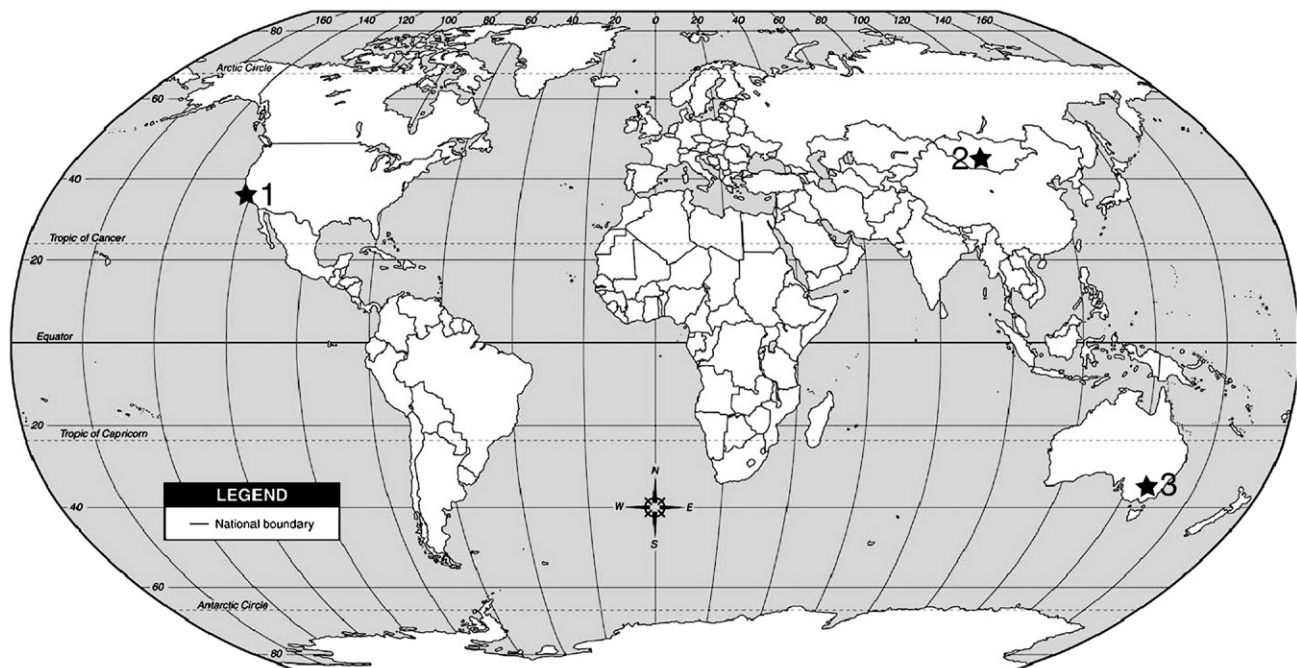 160 140 120 100 80 60 40 20 0 20 40 60 80 100 120 140 160
80
Arctic Circle
60
2
40
1
Tropic of Cancer
20
Equator
20
Tropic of Capricorn
3
N
LEGEND
W E
40
National boundary
S
60
Antarctic Circle
80